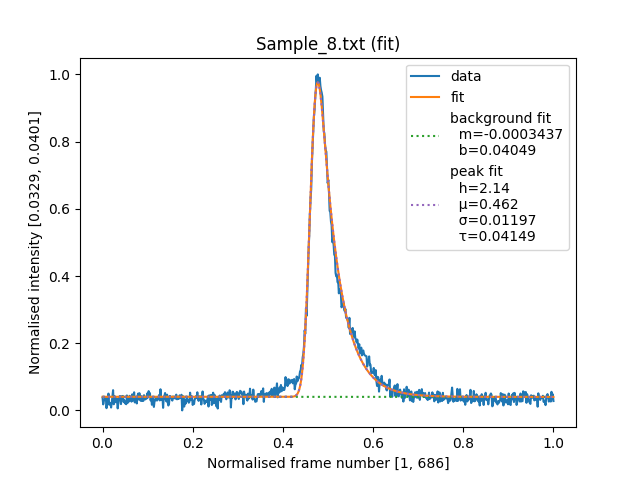 Sample_8.txt (fit)
Normalised intensity [0.0329, 0.0401]
1.0
0.8
0.6
0.4
0.2
0.0
data
fit
background fit
m=-0.0003437
b=0.04049
peak fit
h=2.14
μ=0.462
σ=0.01197
τ=0.04149
0.0 0.2 0.4 0.6 0.8 1.0
Normalised frame number [1, 686]